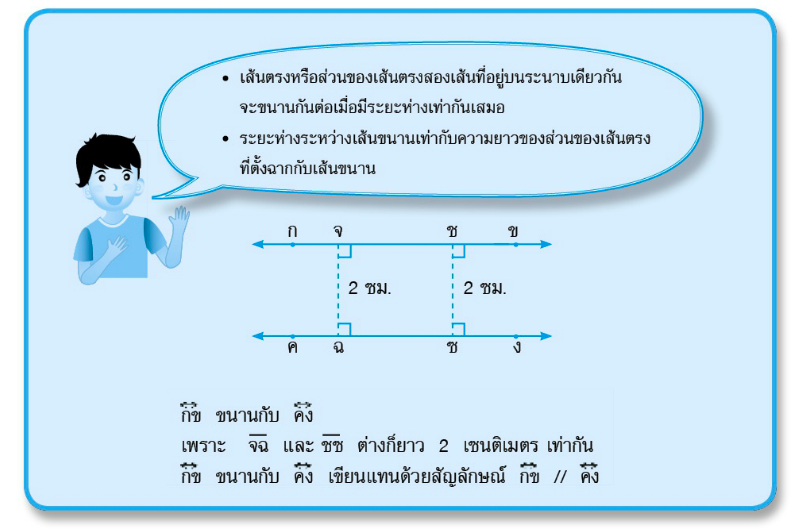 • เส้นตรงหรือส่วนของเส้นตรงสองเส้นที่อยู่บนระนาบเดียวกัน
จะขนานกันต่อเมื่อมีระยะห่างเท่ากันเสมอ
• ระยะห่างระหว่างเส้นขนานเท่ากับความยาวของส่วนของเส้นตรง
ที่ตั้งฉากกับเส้นขนาน
ก จ ช ข
2 ซม. 2 ซม.
ค ฉ ซ ง
กข ขนานกับ คง
เพราะ จฉ และ ชซ ต่างก็ยาว 2 เซนติเมตร เท่ากัน
กข ขนานกับ คง เขียนแทนด้วยสัญลักษณ์ กข // คง